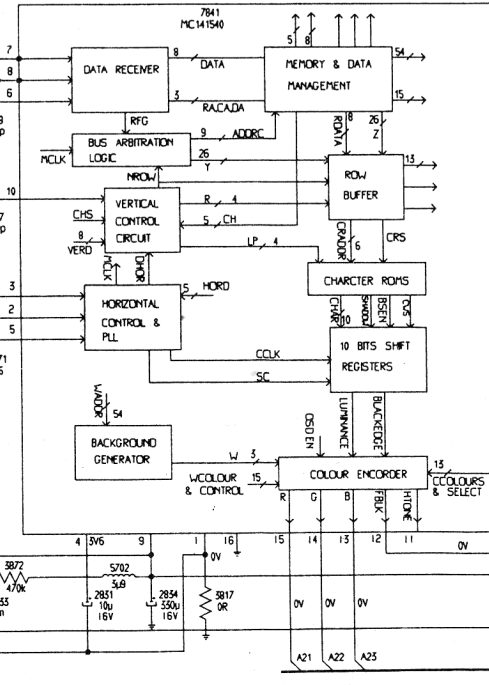 7841
MC141540
7
8
6
10
3
2
5
DATA RECEIVER
8
DATA
3
RA,CA,DA
5
8
MEMORY & DATA
MANAGEMENT
54
15
RFG
BUS ARBITRATION
LOGIC
MCLK
9
ADDRC
26
Y
RDATA
8
26
Z
NROW
ROW
BUFFER
13
VERTICAL
CONTROL
CIRCUIT
CHS
8
VERD
R
4
5
CH
LP
4
CRADDR
6
CRS
MCLK
DHOR
CHARCTER ROMS
HORIZONTAL
CONTROL &
PLL
5
HORD
CHAR
10
SHADOW
BSEN
CVS
CCLK
SC
10 BITS SHIFT
REGISTERS
WADDR
54
BACKGROUND
GENERATOR
OSD EN
LUMINANCE
BLACKEDGE
W
3
WCOLOUR
& CONTROL
15
COLOUR ENCORDER
13
CCOLOURS
& SELECT
R
G
B
FBLK
HTONE
4
3V6
9
1
0V
16
15
14
13
12
11
0V
3872
470k
5702
3µ9
2831
10µ
16V
2834
330µ
16V
3817
0R
0V
0V
0V
A21
A22
A23